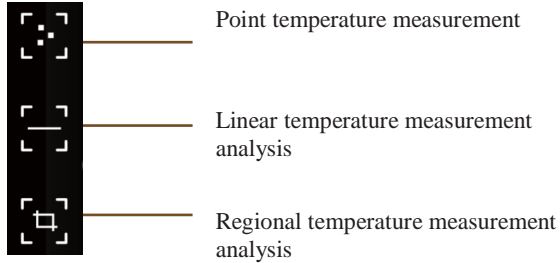 Point temperature measurement
Linear temperature measurement
analysis
Regional temperature measurement
analysis